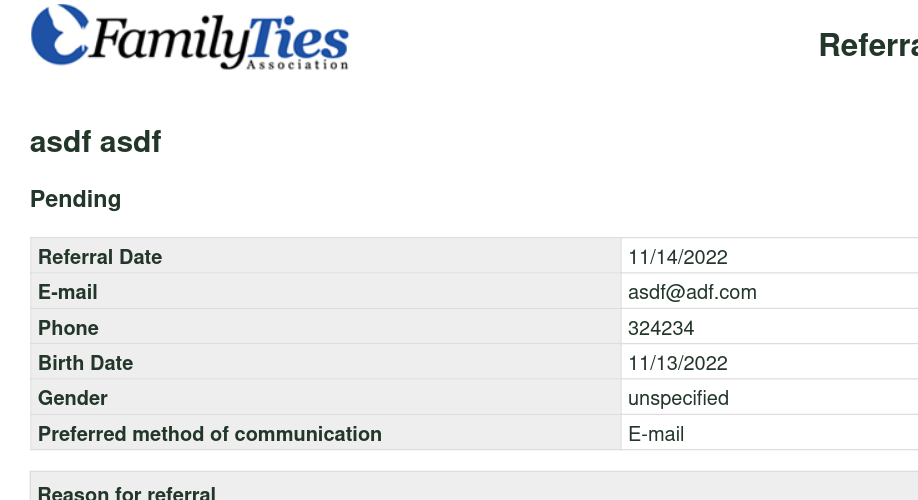 FamilyTies
Association
Referra
asdf asdf
Pending
Referral Date 11/14/2022
E-mail asdf@adf.com
Phone 324234
Birth Date 11/13/2022
Gender unspecified
Preferred method of communication E-mail
Reason for referral